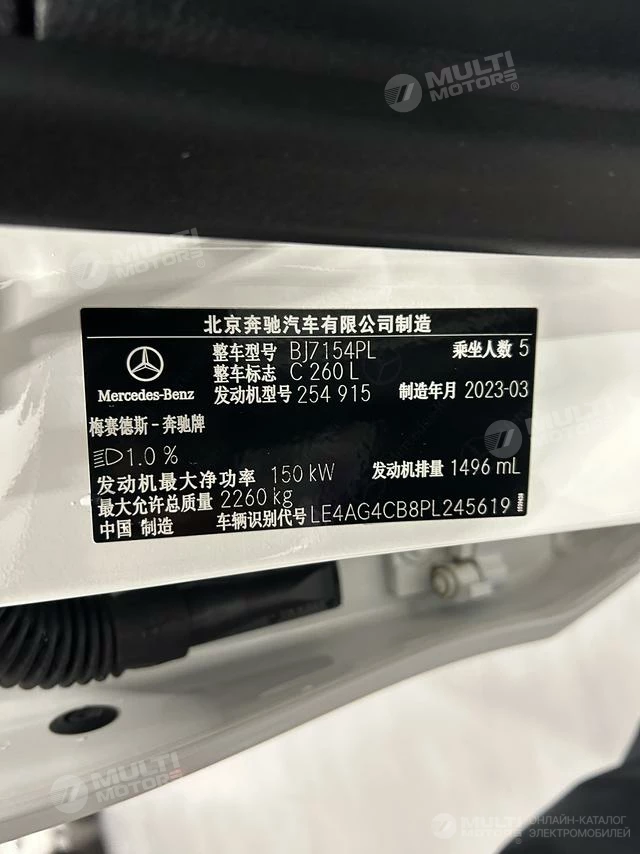 MULTI
MOTORS®
MULTI
MOTORS
北京奔驰汽车有限公司制造
整车型号 BJ7154PL 乘坐人数 5
整车标志 C 260 L
发动机型号 254 915 制造年月 2023-03
Mercedes-Benz
梅赛德斯-奔驰牌
1.0 %
发动机最大净功率 150 kW 发动机排量 1496 mL
最大允许总质量 2260 kg
中国 制造 车辆识别代号 LE4AG4CB8PL245619
MULTI
MOTORS
MULTI
MOTORS
MULTI
MOTORS
ОНЛАЙН-КАТАЛОГ
ЭЛЕКТРОМОБИЛЕЙ